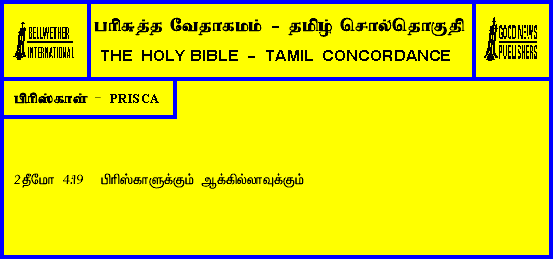 BELLWETHER
INTERNATIONAL
பரிசுத்த வேதாகமம் - தமிழ் சொல்தொகுதி
THE HOLY BIBLE - TAMIL CONCORDANCE
GOOD NEWS
PUBLISHERS
பிரிஸ்காள் - PRISCA
2தீமோ 4:19 பிரிஸ்காளுக்கும் ஆக்கில்லாவுக்கும்